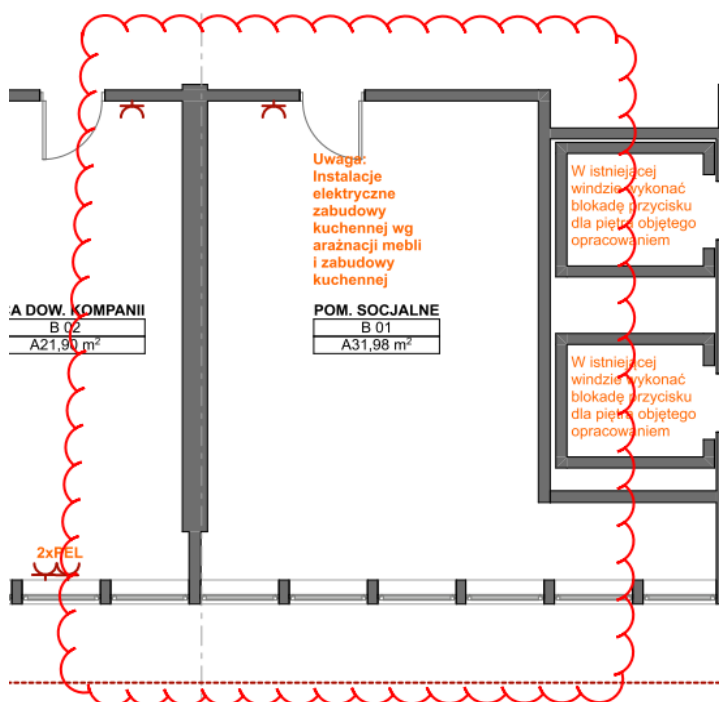 Uwaga:
Instalacje
elektryczne
zabudowy
kuchennej wg
arażnacji mebli
i zabudowy
kuchennej
W istniejącej
windzie wykonać
blokadę przycisku
dla piętra objętego
opracowaniem
A DOW. KOMPANII
B 02
A21,90 m²
POM. SOCJALNE
B 01
A31,98 m²
W istniejącej
windzie wykonać
blokadę przycisku
dla piętra objętego
opracowaniem
2xPEL